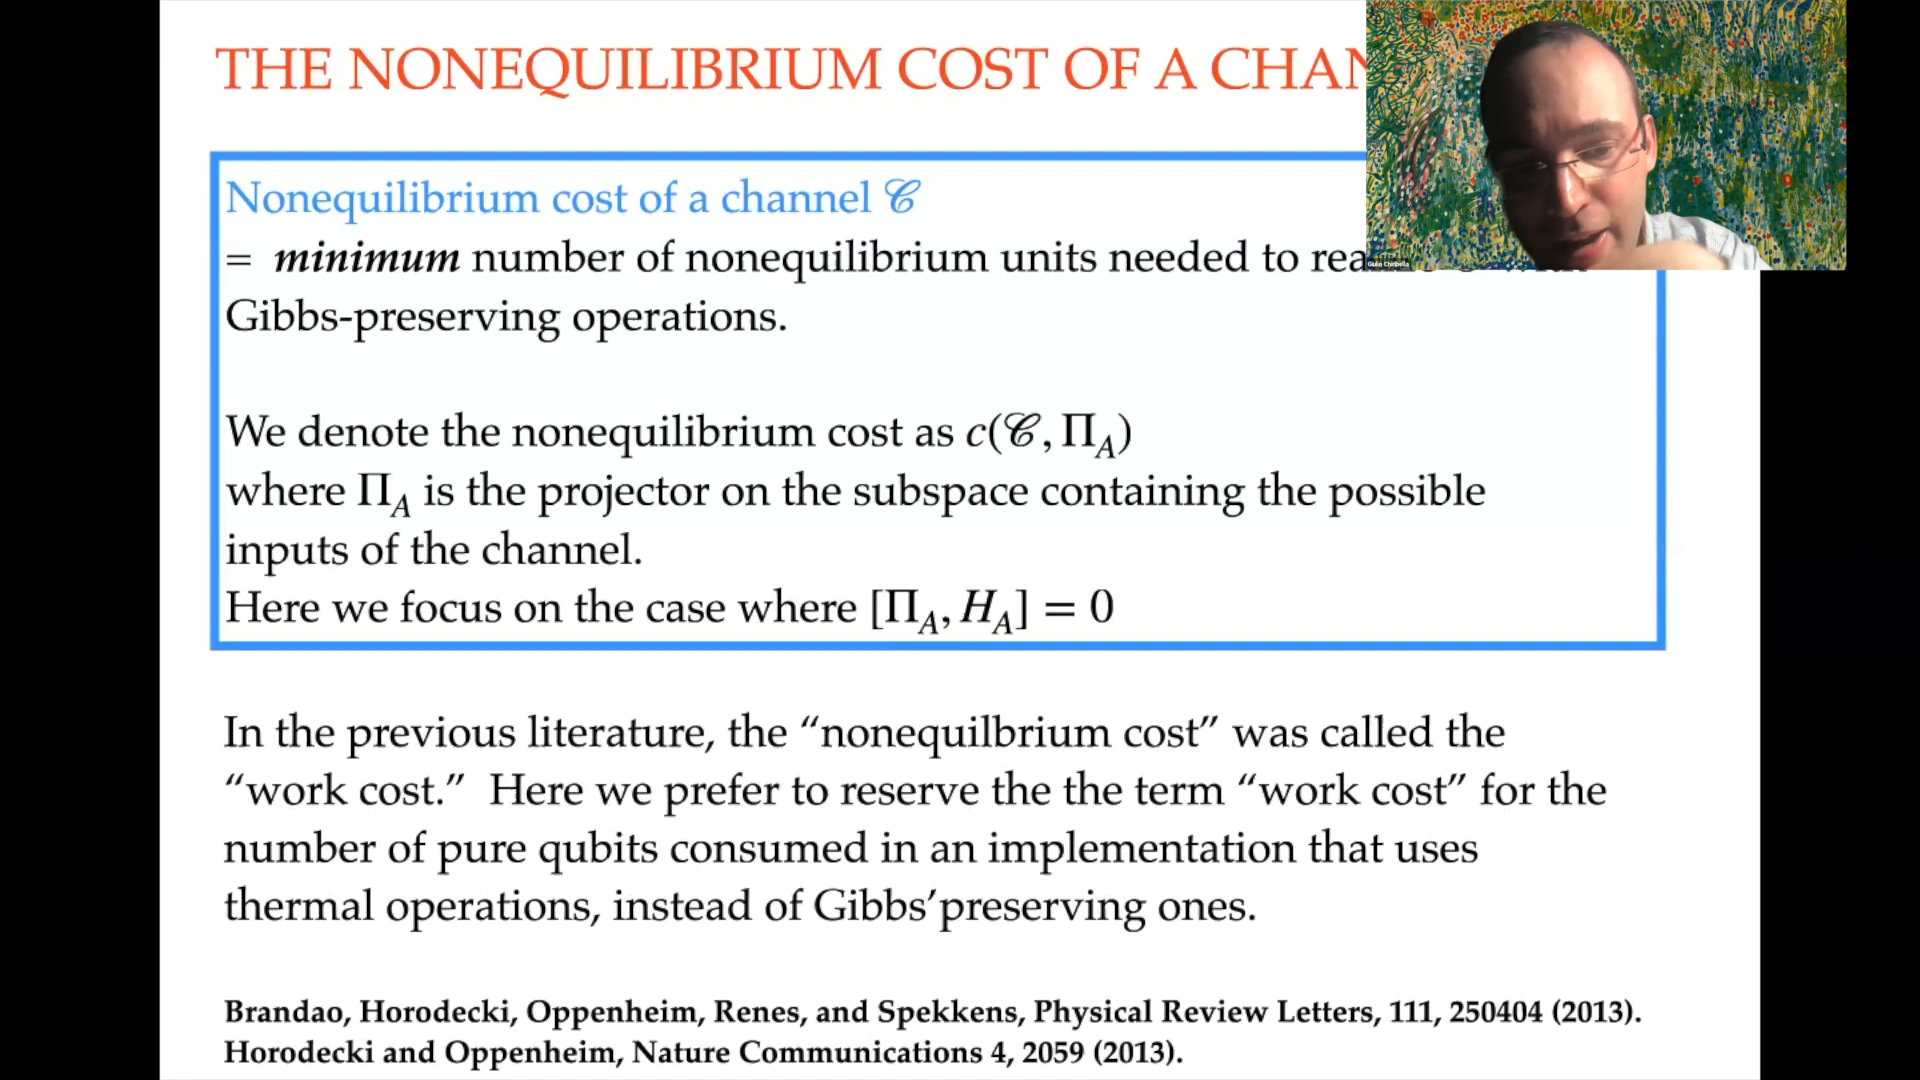 THE NONEQUILIBRIUM COST OF A CHAN
Nonequilibrium cost of a channel 𝒞
= minimum number of nonequilibrium units needed to rea
Gibbs-preserving operations.
We denote the nonequilibrium cost as c(𝒞, Π_A)
where Π_A is the projector on the subspace containing the possible
inputs of the channel.
Here we focus on the case where [Π_A, H_A] = 0
In the previous literature, the “nonequilbrium cost” was called the
“work cost.” Here we prefer to reserve the the term “work cost” for the
number of pure qubits consumed in an implementation that uses
thermal operations, instead of Gibbs’preserving ones.
Brandao, Horodecki, Oppenheim, Renes, and Spekkens, Physical Review Letters, 111, 250404 (2013).
Horodecki and Oppenheim, Nature Communications 4, 2059 (2013).
Giulio Chiribella